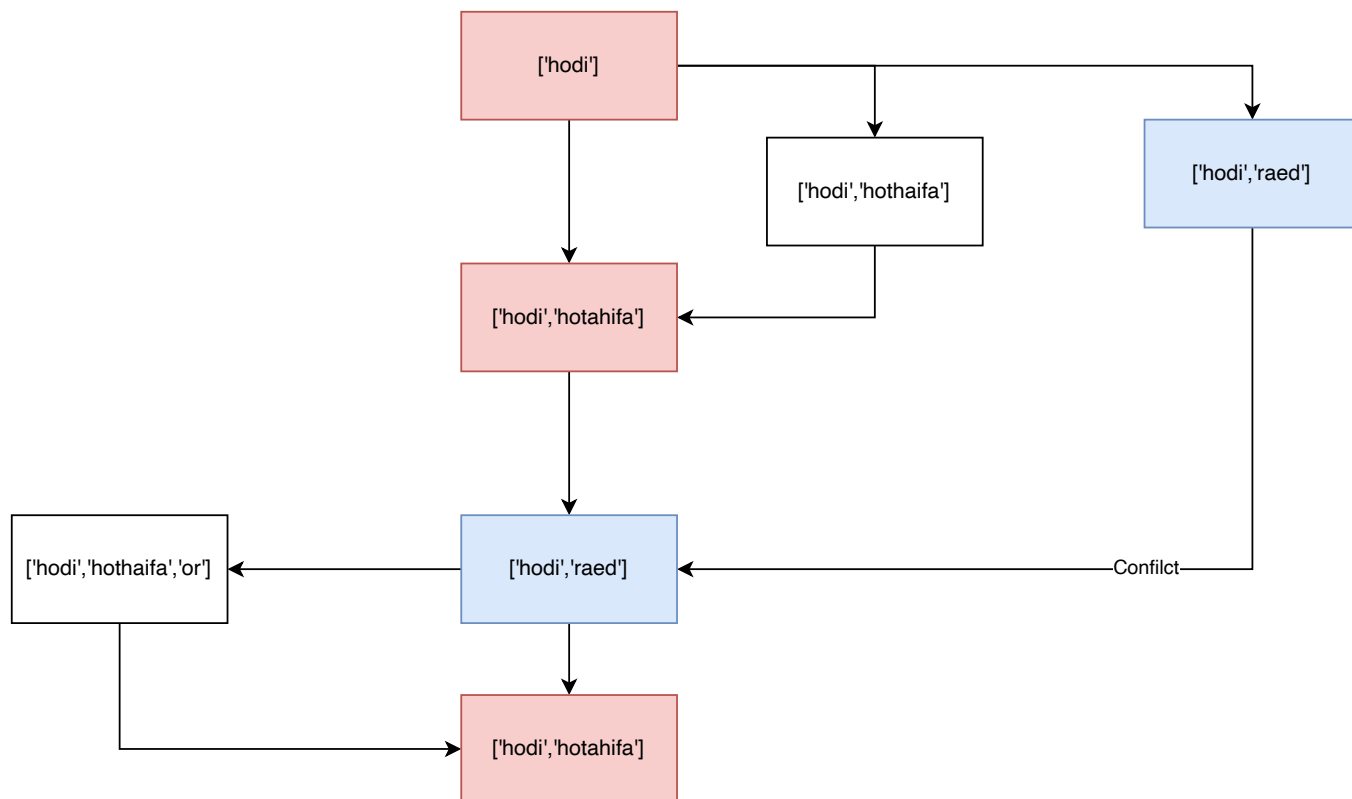 ['hodi']
['hodi','hothaifa']
['hodi','raed']
['hodi','hotahifa']
['hodi','hothaifa','or']
['hodi','raed']
Confilct
['hodi','hotahifa']